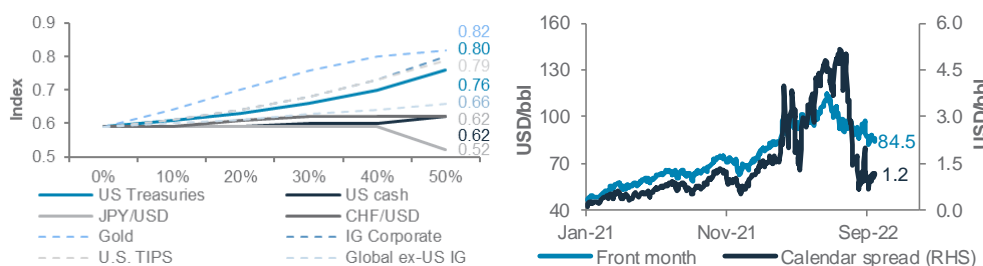 0.9
0.8
0.7
0.6
0.5
Index
0.82
0.80
0.79
0.76
0.66
0.62
0.62
0.52
0% 10% 20% 30% 40% 50%
US Treasuries US cash
JPY/USD CHF/USD
Gold IG Corporate
U.S. TIPS Global ex-US IG
160
130
100
70
40
USD/bbl
6.0
4.5
3.0
1.5
0.0
USD/bbl
84.5
1.2
Jan-21 Nov-21 Sep-22
Front month Calendar spread (RHS)